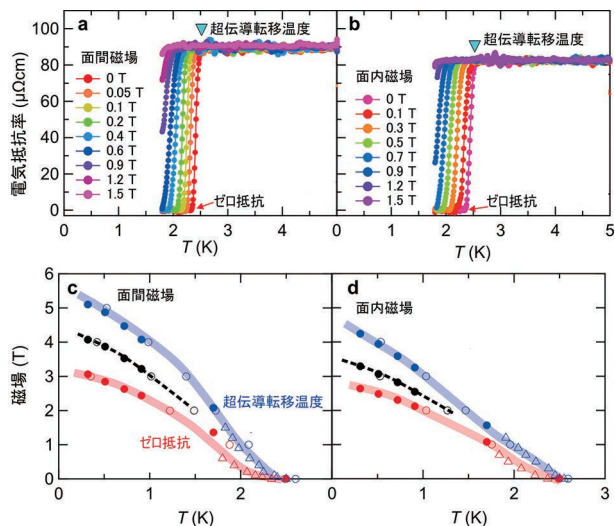 a
超伝導転移温度
面間磁場
0 T
0.05 T
0.1 T
0.2 T
0.4 T
0.6 T
0.9 T
1.2 T
1.5 T
ゼロ抵抗
電気抵抗率 (μΩcm)
100
80
60
40
20
0
0 1 2 3 4
T (K)
b
超伝導転移温度
面内磁場
0 T
0.1 T
0.3 T
0.5 T
0.7 T
0.9 T
1.2 T
1.5 T
ゼロ抵抗
0 1 2 3 4 5
T (K)
c
面間磁場
超伝導転移温度
ゼロ抵抗
磁場 (T)
6
5
4
3
2
1
0
0 1 2
T (K)
d
面内磁場
0 1 2 3
T (K)